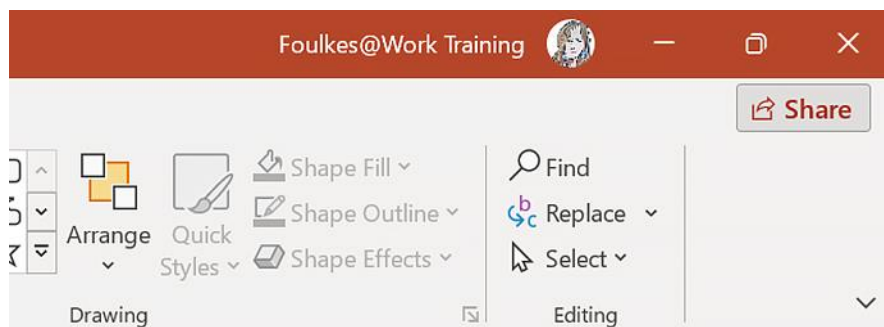 Foulkes@Work Training
Share
Shape Fill
Find
Shape Outline
Replace
Arrange
Quick
Styles
Shape Effects
Select
Drawing
Editing